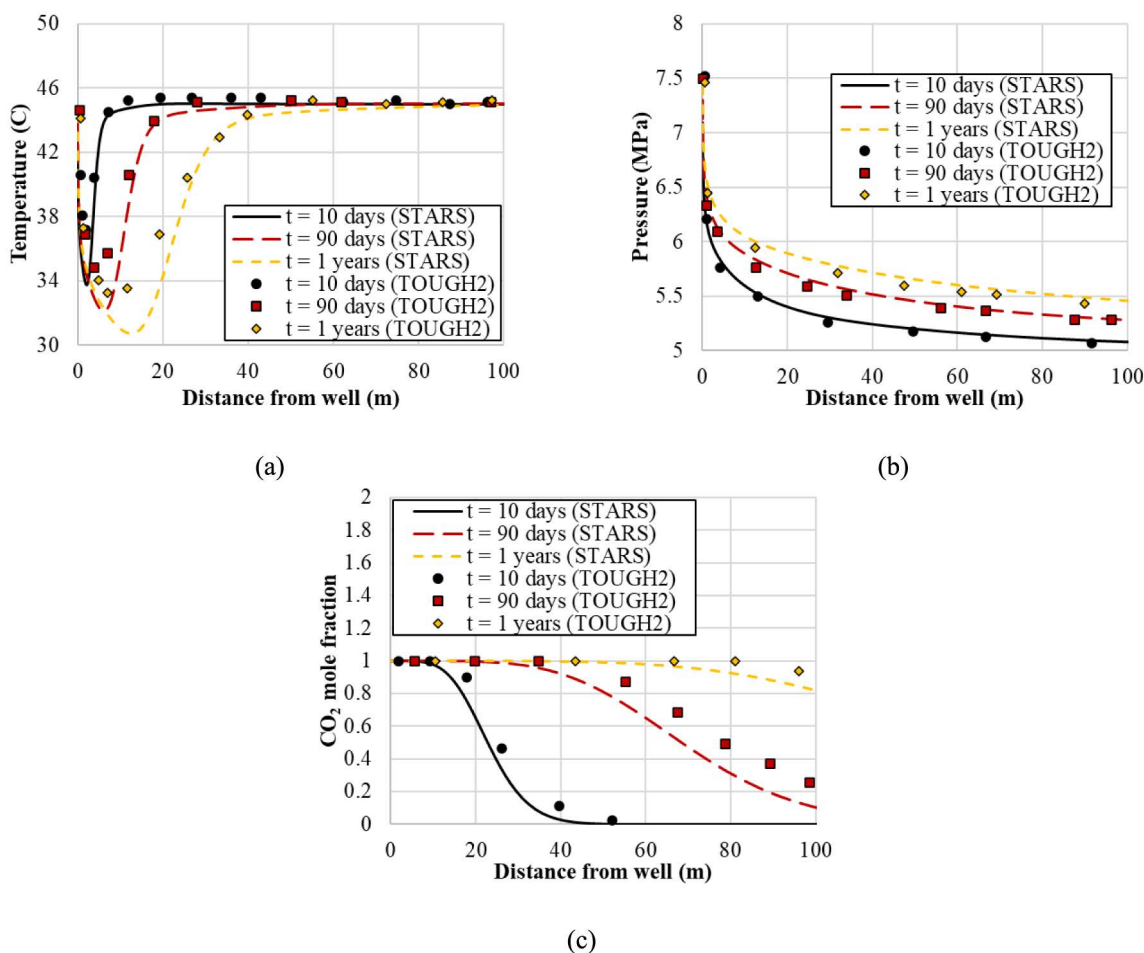 50
46
42
38
34
30
Temperature (C)
t = 10 days (STARS)
t = 90 days (STARS)
t = 1 years (STARS)
t = 10 days (TOUGH2)
t = 90 days (TOUGH2)
t = 1 years (TOUGH2)
0 20 40 60 80 100
Distance from well (m)
(a)
8
7.5
7
6.5
6
5.5
5
Pressure (MPa)
t = 10 days (STARS)
t = 90 days (STARS)
t = 1 years (STARS)
t = 10 days (TOUGH2)
t = 90 days (TOUGH2)
t = 1 years (TOUGH2)
0 20 40 60 80 100
Distance from well (m)
(b)
2
1.8
1.6
1.4
1.2
1
0.8
0.6
0.4
0.2
0
CO₂ mole fraction
t = 10 days (STARS)
t = 90 days (STARS)
t = 1 years (STARS)
t = 10 days (TOUGH2)
t = 90 days (TOUGH2)
t = 1 years (TOUGH2)
0 20 40 60 80 100
Distance from well (m)
(c)